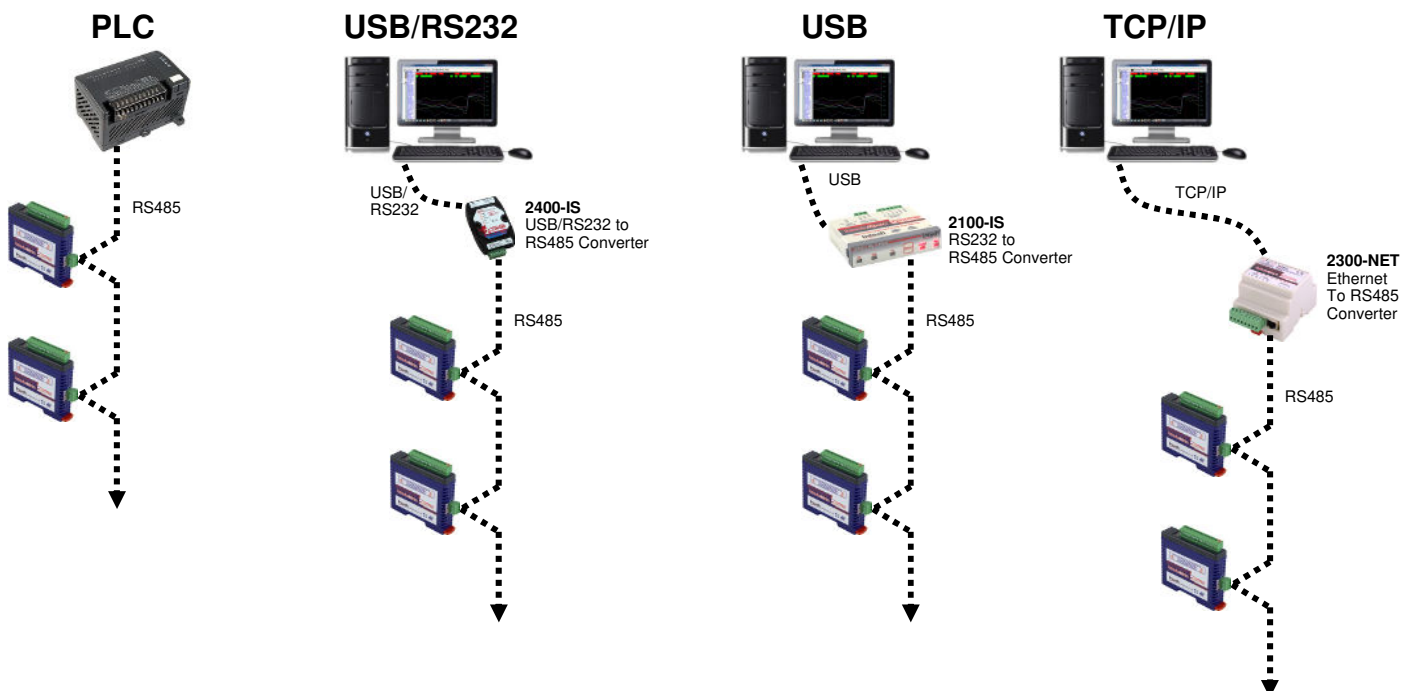 PLC
USB/RS232
USB
TCP/IP
RS485
USB/
RS232
2400-IS
USB/RS232 to
RS485 Converter
RS485
USB
2100-IS
RS232 to
RS485 Converter
RS485
TCP/IP
2300-NET
Ethernet
To RS485
Converter
RS485